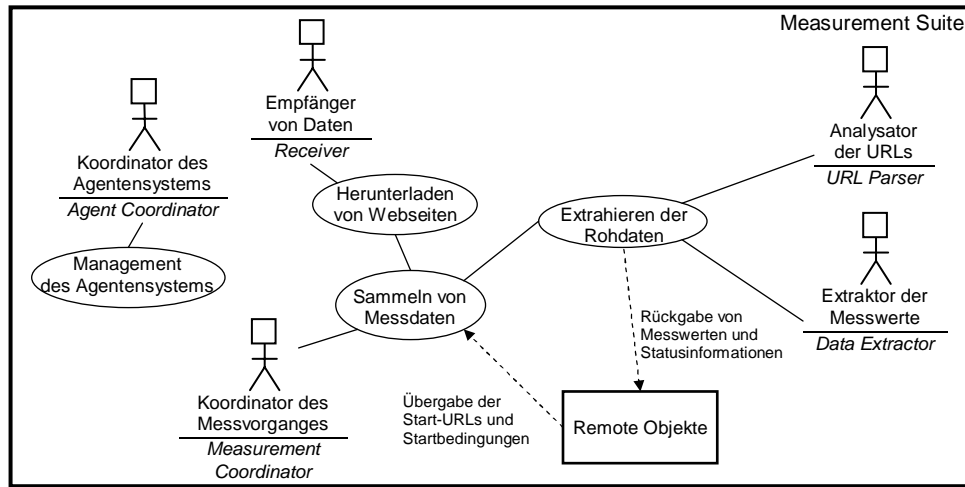 Measurement Suite
Empfänger
von Daten
Receiver
Koordinator des
Agentensystems
Agent Coordinator
Analysator
der URLs
URL Parser
Herunterladen
von Webseiten
Extrahieren der
Rohdaten
Management
des Agentensystems
Sammeln von
Messdaten
Extraktor der
Messwerte
Data Extractor
Rückgabe von
Messwerten und
Statusinformationen
Koordinator des
Messvorganges
Measurement
Coordinator
Übergabe der
Start-URLs und
Startbedingungen
Remote Objekte